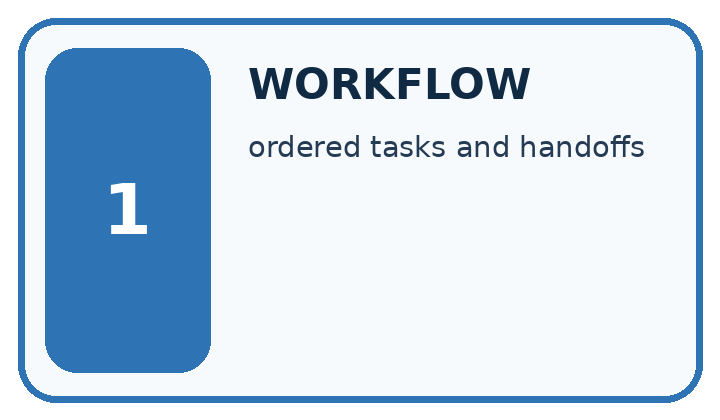 1
WORKFLOW
ordered tasks and handoffs